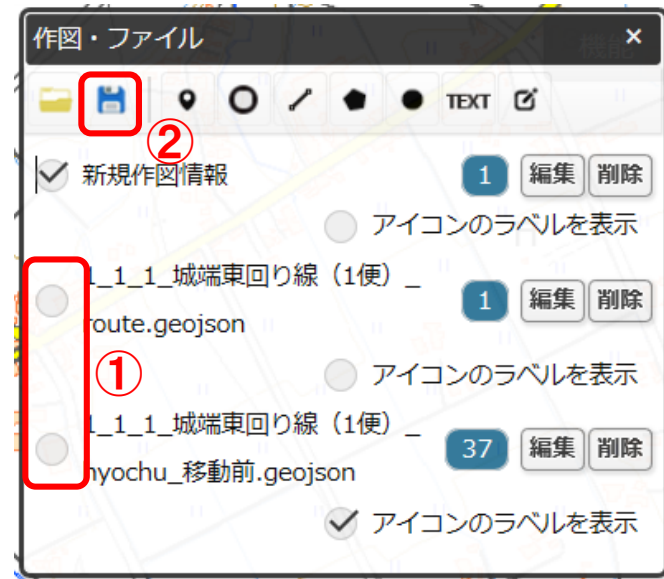 作図・ファイル
機能
×
TEXT
②
新規作図情報 1 編集 削除
アイコンのラベルを表示
1_1_1_城端東回り線（1便）_
route.geojson 1 編集 削除
①
アイコンのラベルを表示
1_1_1_城端東回り線（1便）_
hyochu_移動前.geojson 37 編集 削除
アイコンのラベルを表示